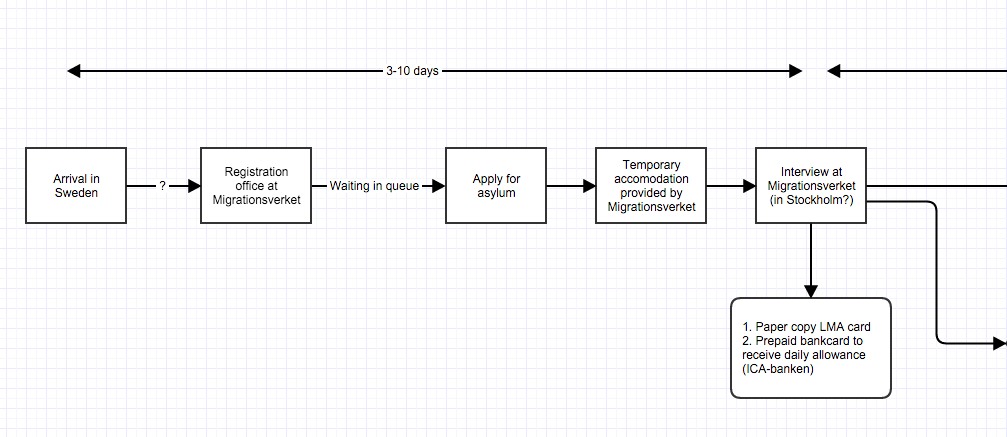 3-10 days
Arrival in
Sweden
?
Registration
office at
Migrationsverket
Waiting in queue
Apply for
asylum
Temporary
accomodation
provided by
Migrationsverket
Interview at
Migrationsverket
(in Stockholm?)
1. Paper copy LMA card
2. Prepaid bankcard to
receive daily allowance
(ICA-banken)